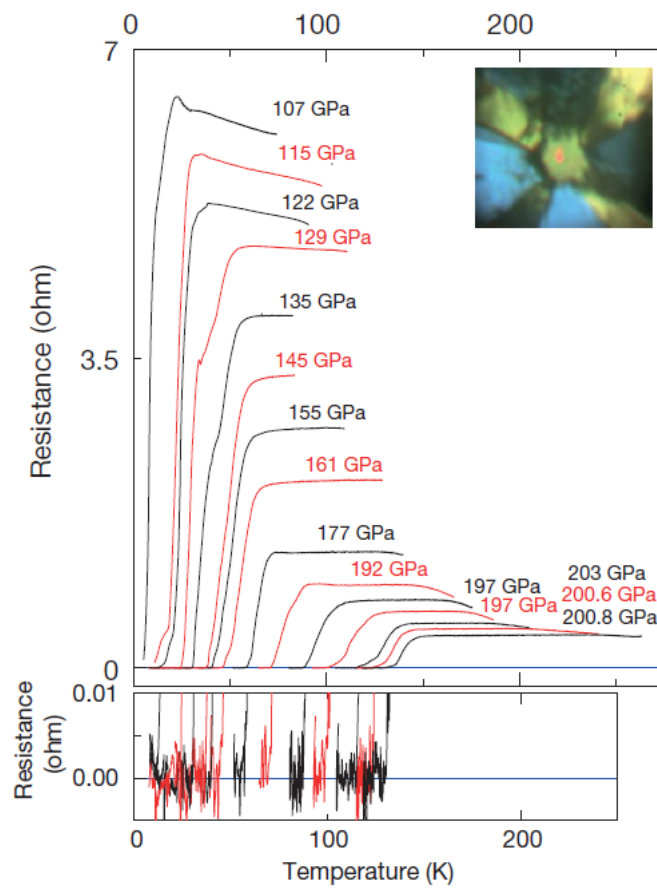 0 100 200
7
107 GPa
115 GPa
122 GPa
129 GPa
135 GPa
3.5
145 GPa
155 GPa
161 GPa
177 GPa
192 GPa
197 GPa
203 GPa
197 GPa
200.6 GPa
200.8 GPa
0
Resistance (ohm)
0.01
0.00
Resistance
(ohm)
0 100 200
Temperature (K)